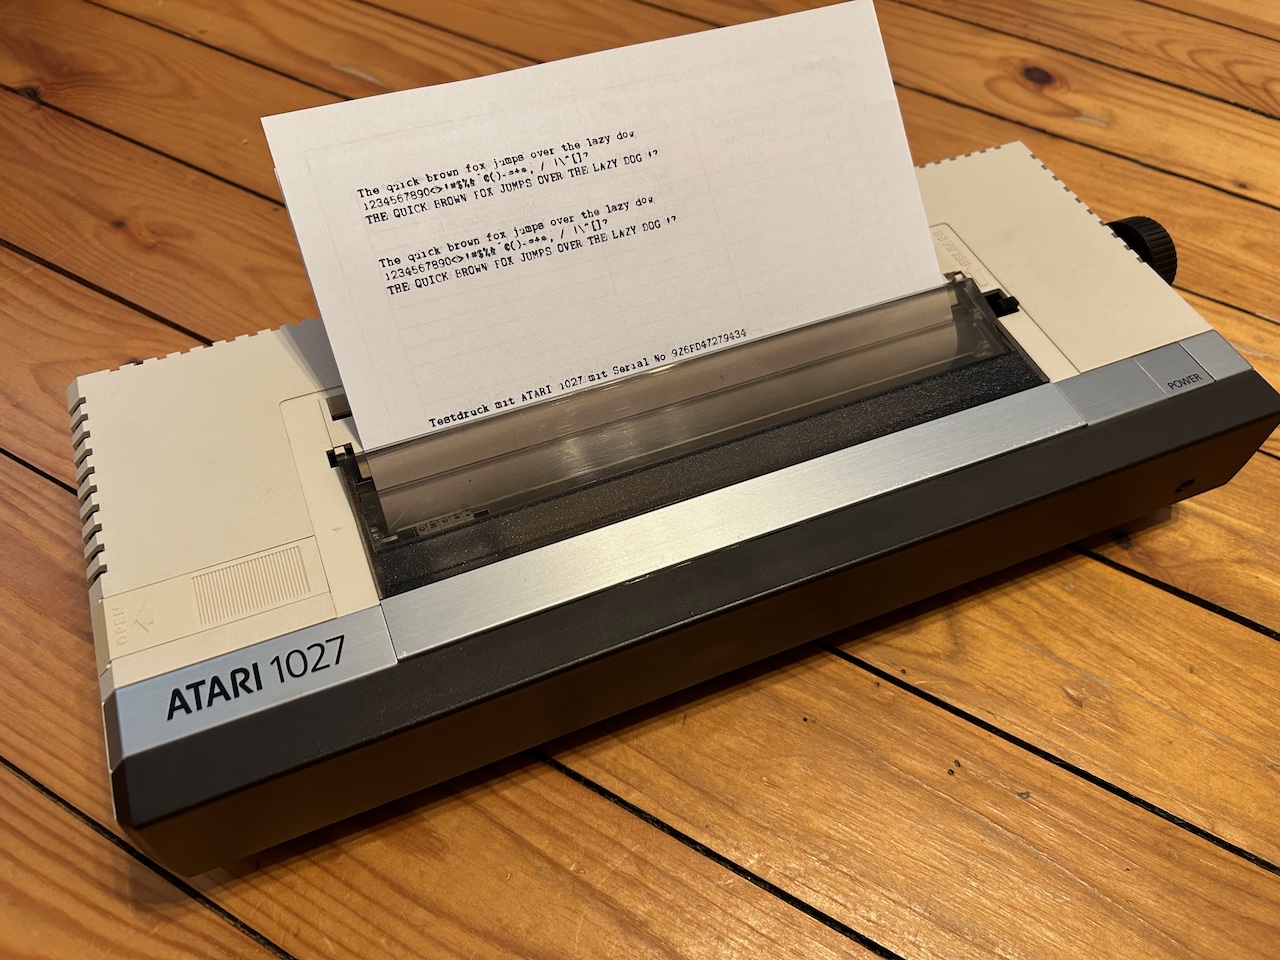 The quick brown fox jumps over the lazy dog
1234567890<>!#$%&'@()-=+*,/ |\^[]?
THE QUICK BROWN FOX JUMPS OVER THE LAZY DOG !?
The quick brown fox jumps over the lazy dog
1234567890<>!#$%&'@()-=+*,/ |\^[]?
THE QUICK BROWN FOX JUMPS OVER THE LAZY DOG !?
Testdruck mit ATARI 1027 mit Serial No 926FD47279434
RELEASE
POWER
OPEN
ATARI 1027